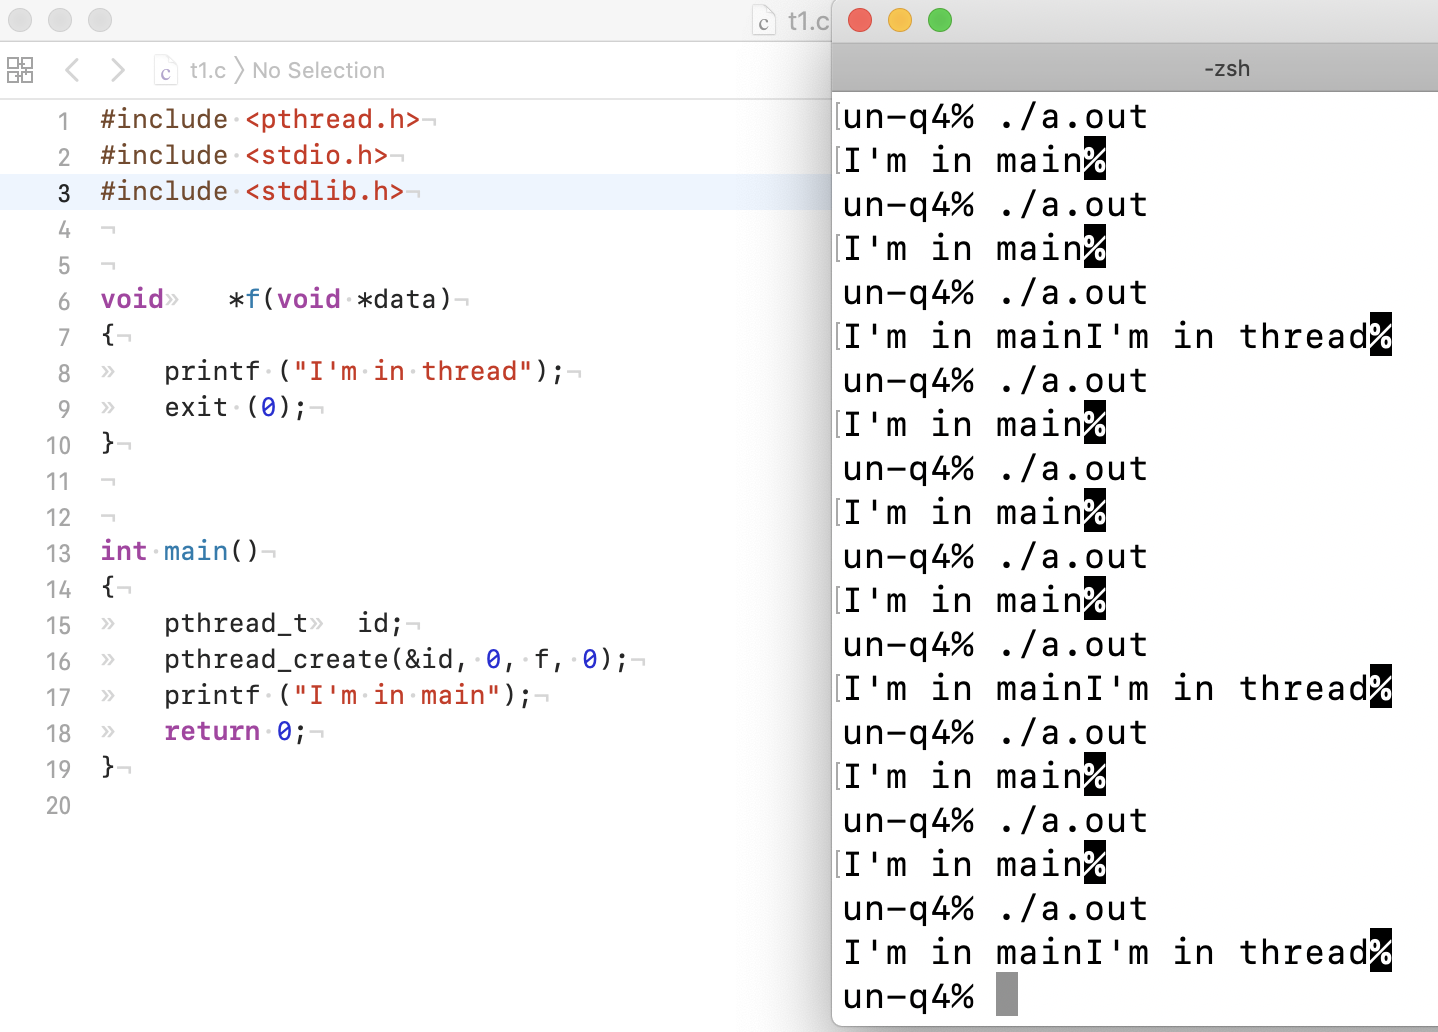 t1.c
t1.c 〉 No Selection
1 #include <pthread.h>¬
2 #include <stdio.h>¬
3 #include <stdlib.h>¬
4 ¬
5 ¬
6 void» *f(void *data)¬
7 {¬
8 » printf ("I'm in thread");¬
9 » exit (0);¬
10 }¬
11 ¬
12 ¬
13 int main()¬
14 {¬
15 » pthread_t» id;¬
16 » pthread_create(&id, 0, f, 0);¬
17 » printf ("I'm in main");¬
18 » return 0;¬
19 }¬
20
-zsh
un-q4% ./a.out
I'm in main%
un-q4% ./a.out
I'm in main%
un-q4% ./a.out
I'm in mainI'm in thread%
un-q4% ./a.out
I'm in main%
un-q4% ./a.out
I'm in main%
un-q4% ./a.out
I'm in main%
un-q4% ./a.out
I'm in mainI'm in thread%
un-q4% ./a.out
I'm in main%
un-q4% ./a.out
I'm in main%
un-q4% ./a.out
I'm in mainI'm in thread%
un-q4%